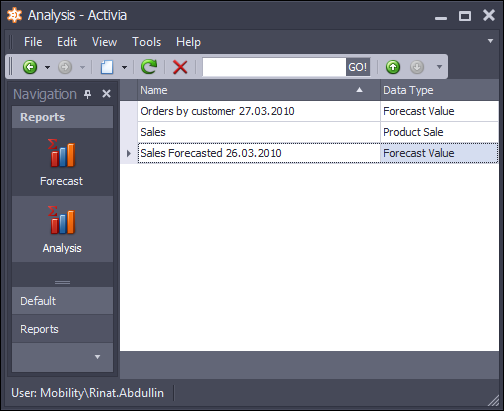 Analysis - Activia
File Edit View Tools Help
GO!
Navigation
Reports
Forecast
Analysis
Default
Reports
Name Data Type
Orders by customer 27.03.2010 Forecast Value
Sales Product Sale
Sales Forecasted 26.03.2010 Forecast Value
User: Mobility\Rinat.Abdullin